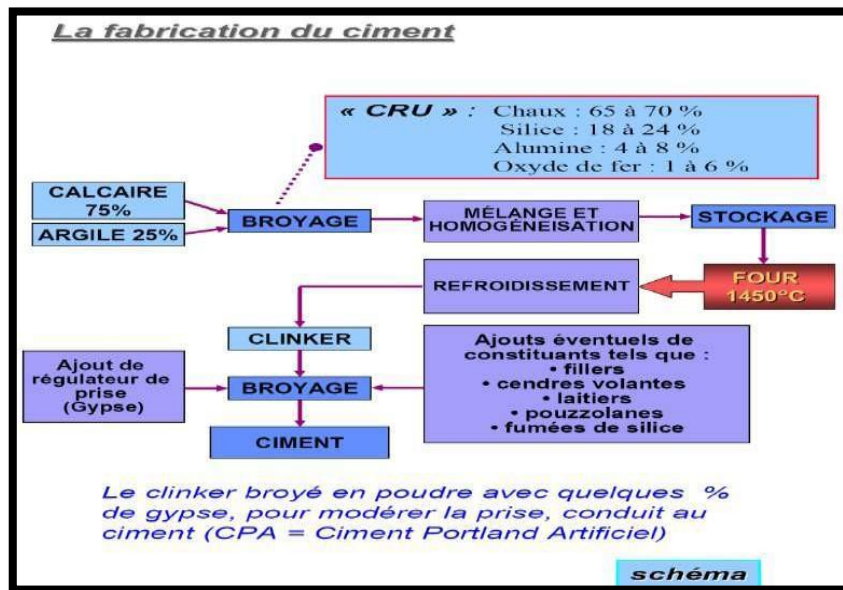 La fabrication du ciment
« CRU » : Chaux : 65 à 70 %
Silice : 18 à 24 %
Alumine : 4 à 8 %
Oxyde de fer : 1 à 6 %
CALCAIRE
75%
ARGILE 25%
BROYAGE
MÉLANGE ET
HOMOGÉNEISATION
STOCKAGE
FOUR
1450°C
REFROIDISSEMENT
CLINKER
Ajout de
régulateur de
prise
(Gypse)
BROYAGE
Ajouts éventuels de
constituants tels que :
• fillers
• cendres volantes
• laitiers
• pouzzolanes
• fumées de silice
CIMENT
Le clinker broyé en poudre avec quelques %
de gypse, pour modérer la prise, conduit au
ciment (CPA = Ciment Portland Artificiel)
schéma